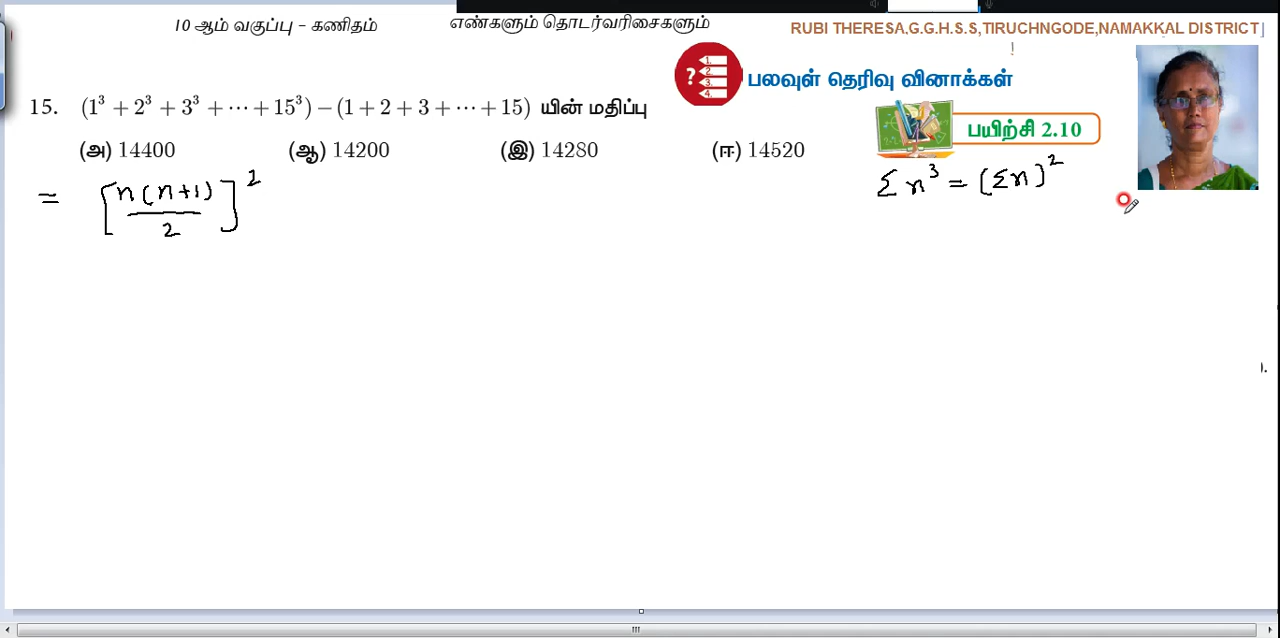 10 ஆம் வகுப்பு – கணிதம் எண்களும் தொடர்வரிசைகளும்
RUBI THERESA,G.G.H.S.S,TIRUCHNGODE,NAMAKKAL DISTRICT
பலவுள் தெரிவு வினாக்கள்
15. (1³ + 2³ + 3³ + ⋯ + 15³) − (1 + 2 + 3 + ⋯ + 15) யின் மதிப்பு
பயிற்சி 2.10
(அ) 14400 (ஆ) 14200 (இ) 14280 (ஈ) 14520
= [n(n+1)/2]² Σn³ = (Σn)²